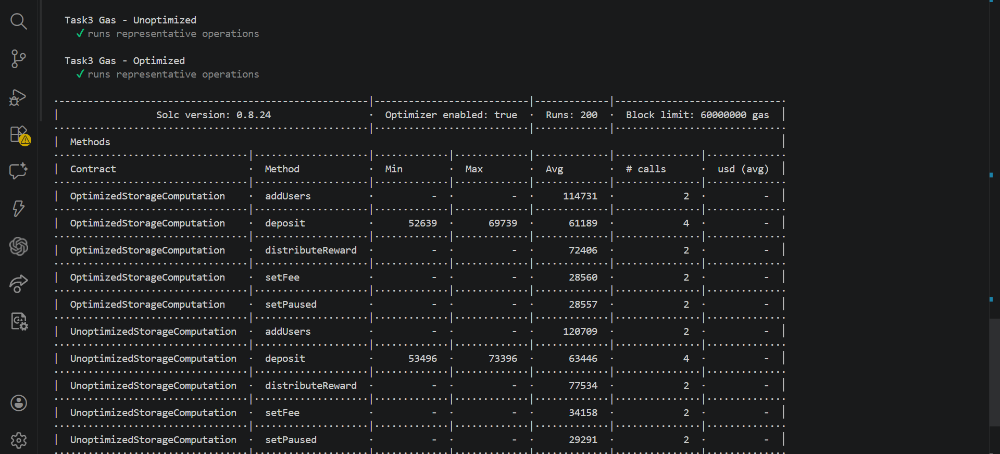 Task3 Gas - Unoptimized
✓ runs representative operations
Task3 Gas - Optimized
✓ runs representative operations
Solc version: 0.8.24 · Optimizer enabled: true · Runs: 200 · Block limit: 60000000 gas
Methods
Contract · Method · Min · Max · Avg · # calls · usd (avg)
OptimizedStorageComputation · addUsers · - · - · 114731 · 2 · -
OptimizedStorageComputation · deposit · 52639 · 69739 · 61189 · 4 · -
OptimizedStorageComputation · distributeReward · - · - · 72406 · 2 · -
OptimizedStorageComputation · setFee · - · - · 28560 · 2 · -
OptimizedStorageComputation · setPaused · - · - · 28557 · 2 · -
UnoptimizedStorageComputation · addUsers · - · - · 120709 · 2 · -
UnoptimizedStorageComputation · deposit · 53496 · 73396 · 63446 · 4 · -
UnoptimizedStorageComputation · distributeReward · - · - · 77534 · 2 · -
UnoptimizedStorageComputation · setFee · - · - · 34158 · 2 · -
UnoptimizedStorageComputation · setPaused · - · - · 29291 · 2 · -